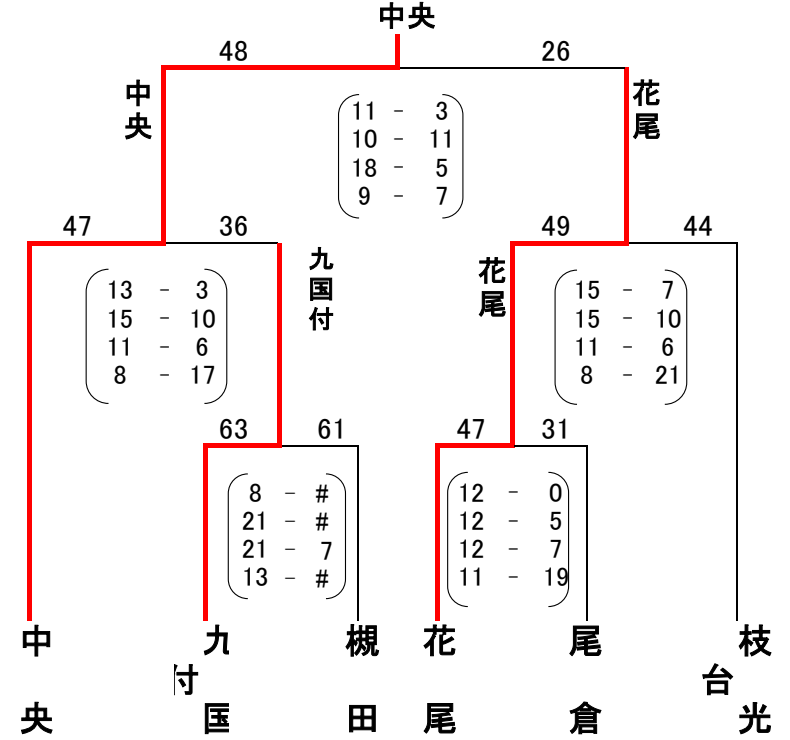 中央
48 26
中央
花尾
11 - 3
10 - 11
18 - 5
9 - 7
47 36
49 44
九国付
花尾
13 - 3
15 - 10
11 - 6
8 - 17
15 - 7
15 - 10
11 - 6
8 - 21
63 61
47 31
8 - #
21 - #
21 - 7
13 - #
12 - 0
12 - 5
12 - 7
11 - 19
中央
九国付
槻田
花尾
尾倉
枝光台